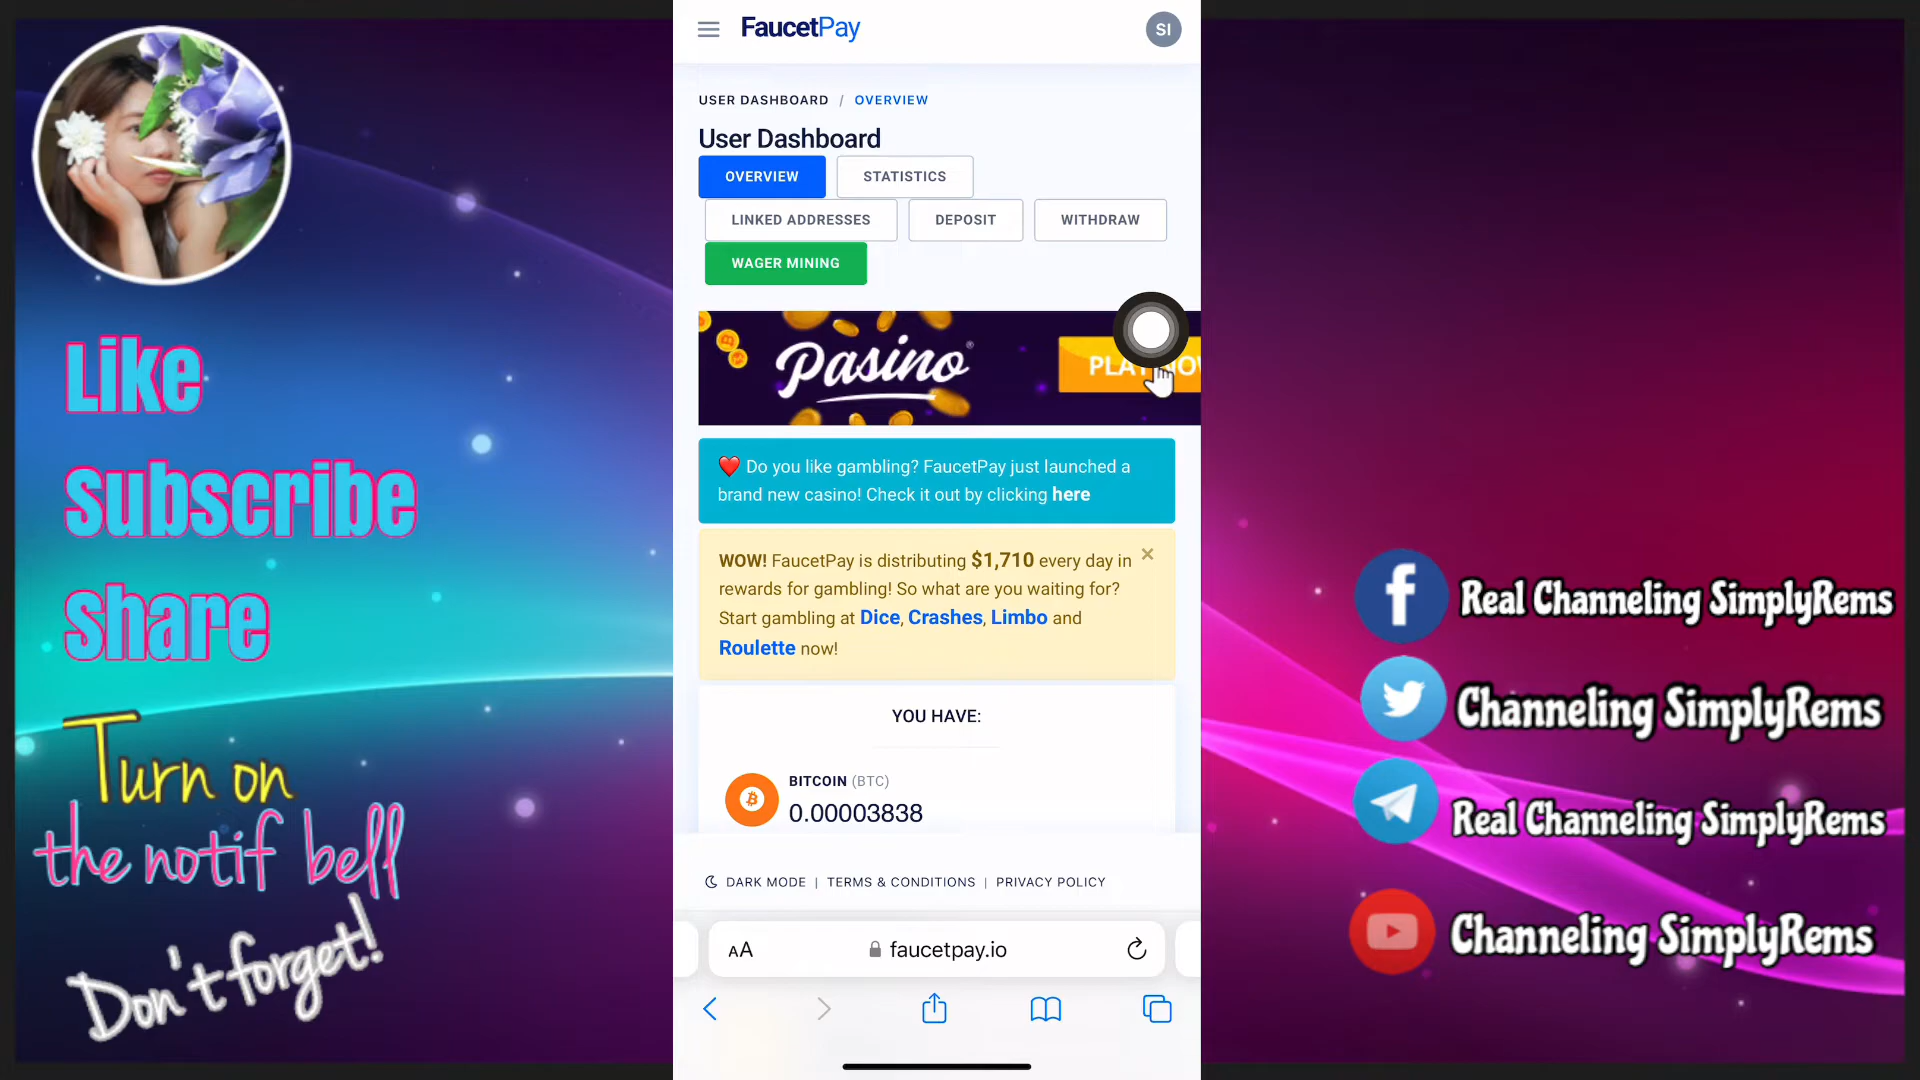 Like
subscribe
share
Turn on
the notif bell
Don't forget!
FaucetPay
SI
USER DASHBOARD / OVERVIEW
User Dashboard
OVERVIEW
STATISTICS
LINKED ADDRESSES
DEPOSIT
WITHDRAW
WAGER MINING
Pasino
❤️ Do you like gambling? FaucetPay just launched a
brand new casino! Check it out by clicking here
WOW! FaucetPay is distributing $1,710 every day in
rewards for gambling! So what are you waiting for?
Start gambling at Dice, Crashes, Limbo and
Roulette now!
×
YOU HAVE:
BITCOIN (BTC)
0.00003838
DARK MODE | TERMS & CONDITIONS | PRIVACY POLICY
AA
faucetpay.io
Real Channeling SimplyRems
Channeling SimplyRems
Real Channeling SimplyRems
Channeling SimplyRems